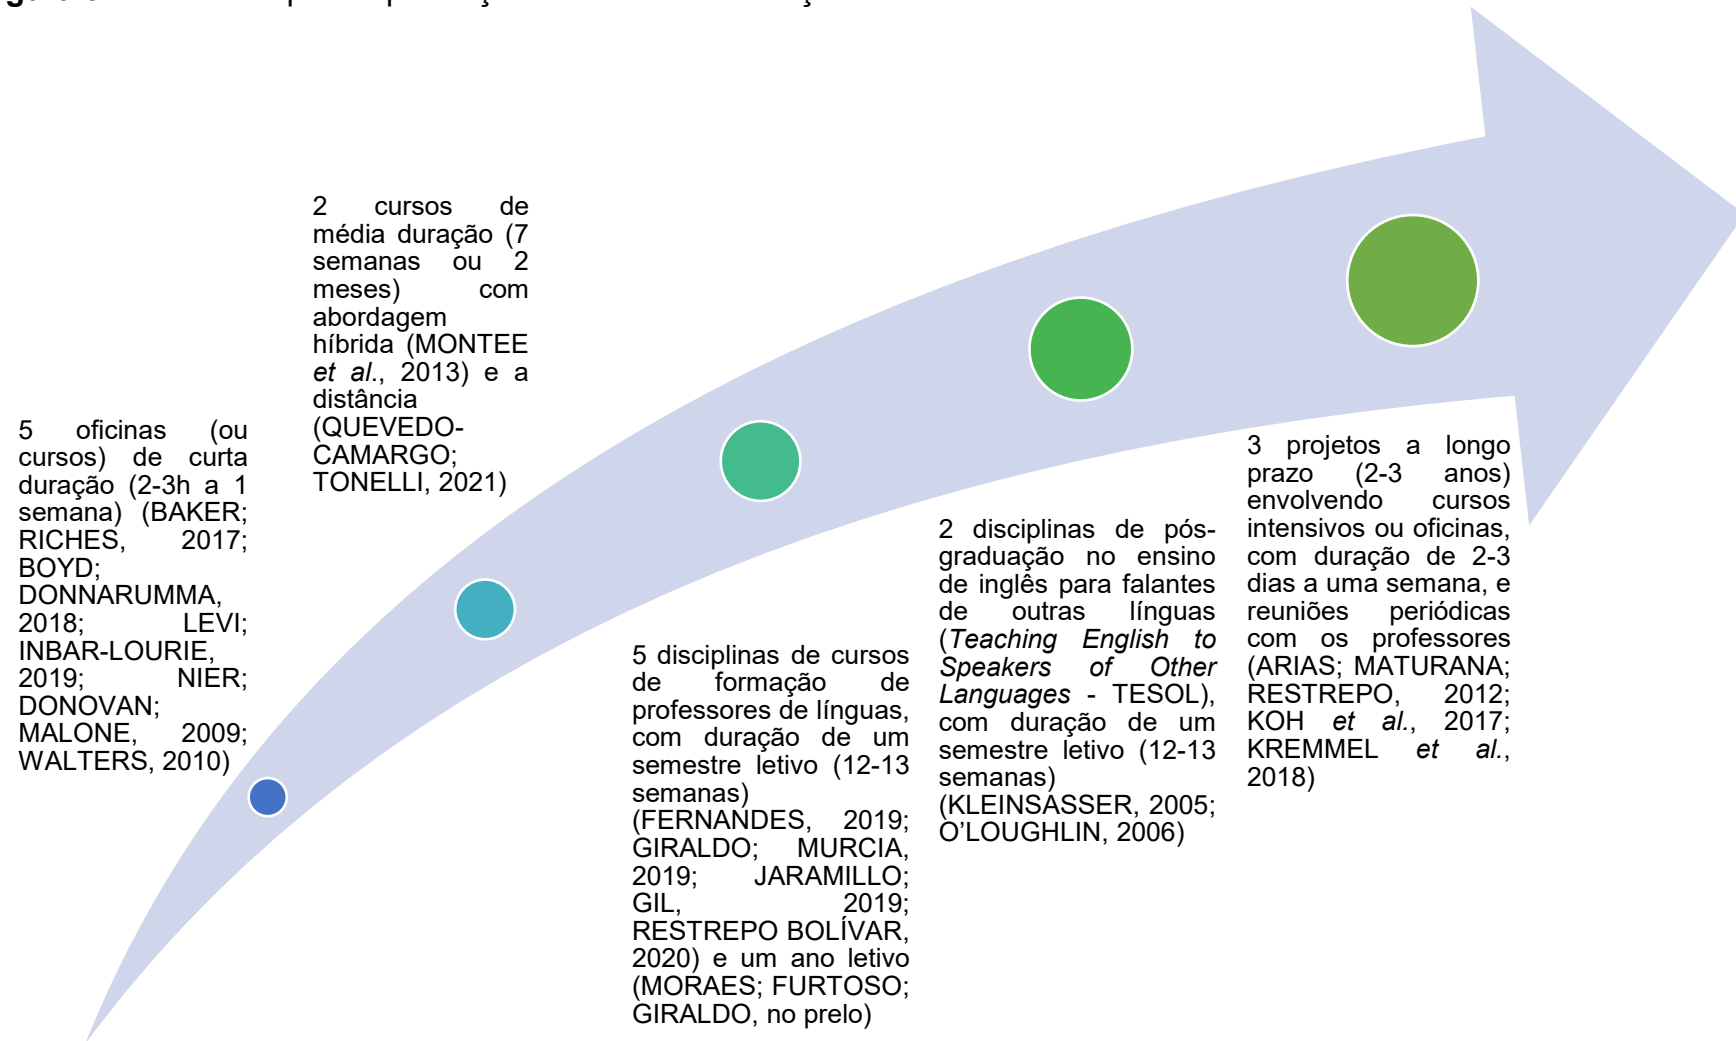 5 oficinas (ou
cursos) de curta
duração (2-3h a 1
semana) (BAKER;
RICHES, 2017;
BOYD;
DONNARUMMA,
2018; LEVI;
INBAR-LOURIE,
2019; NIER;
DONOVAN;
MALONE, 2009;
WALTERS, 2010)
2 cursos de
média duração (7
semanas ou 2
meses) com
abordagem
híbrida (MONTEE
et al., 2013) e a
distância
(QUEVEDO-
CAMARGO;
TONELLI, 2021)
5 disciplinas de cursos
de formação de
professores de línguas,
com duração de um
semestre letivo (12-13
semanas)
(FERNANDES, 2019;
GIRALDO; MURCIA,
2019; JARAMILLO;
GIL, 2019;
RESTREPO BOLÍVAR,
2020) e um ano letivo
(MORAES; FURTOSO;
GIRALDO, no prelo)
2 disciplinas de pós-
graduação no ensino
de inglês para falantes
de outras línguas
(Teaching English to
Speakers of Other
Languages - TESOL),
com duração de um
semestre letivo (12-13
semanas)
(KLEINSASSER, 2005;
O’LOUGHLIN, 2006)
3 projetos a longo
prazo (2-3 anos)
envolvendo cursos
intensivos ou oficinas,
com duração de 2-3
dias a uma semana, e
reuniões periódicas
com os professores
(ARIAS; MATURANA;
RESTREPO, 2012;
KOH et al., 2017;
KREMMEL et al.,
2018)